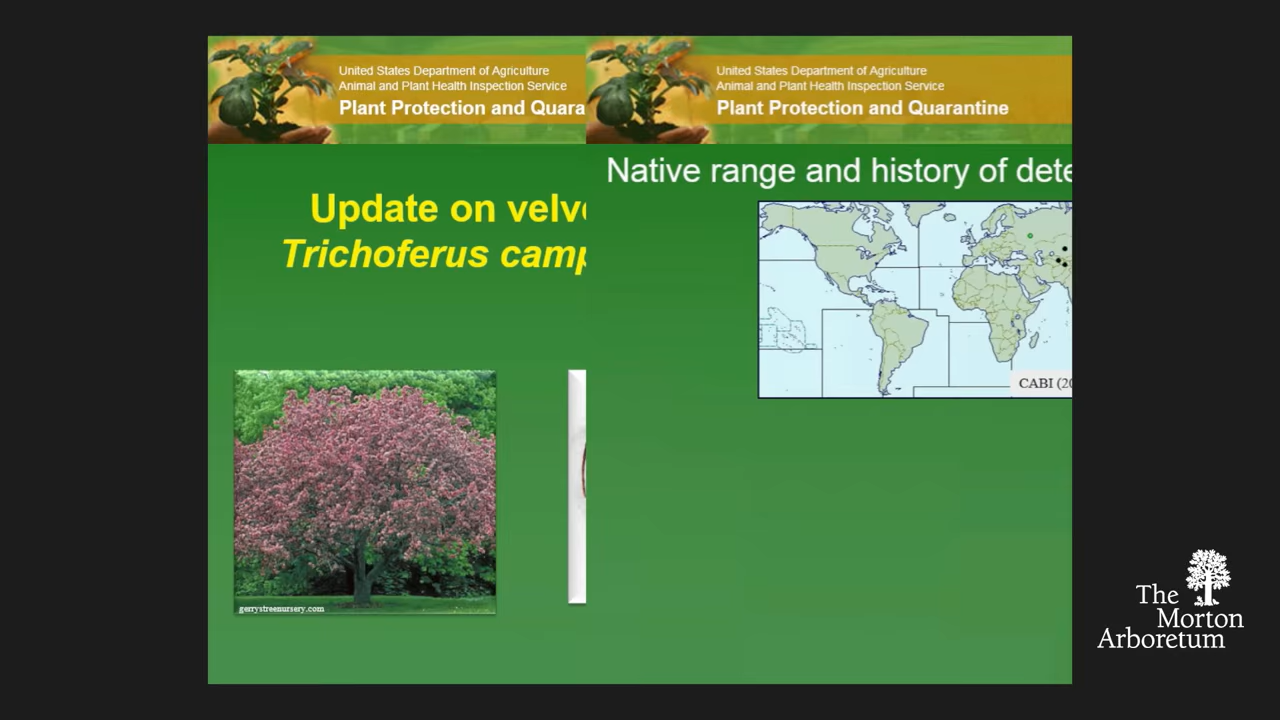 United States Department of Agriculture
Animal and Plant Health Inspection Service
Plant Protection and Quara
Update on velv
Trichoferus camp
gerrystreenursery.com
United States Department of Agriculture
Animal and Plant Health Inspection Service
Plant Protection and Quarantine
Native range and history of dete
CABI (20
The
Morton
Arboretum